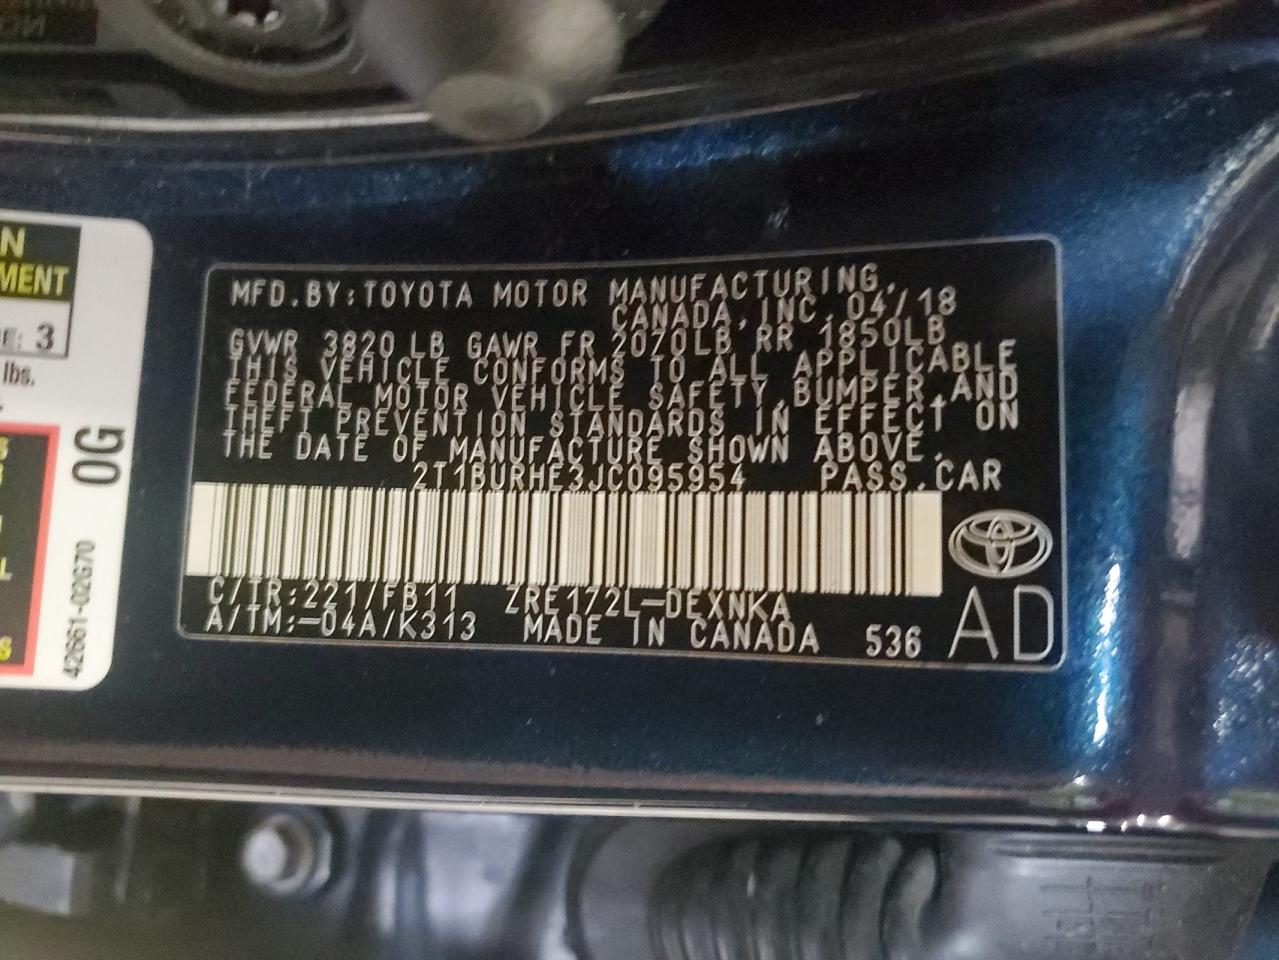 N
MENT
E: 3
lbs.
0G
42661-02G70
MFD.BY:TOYOTA MOTOR MANUFACTURING,
CANADA,INC. 04/18
GVWR 3820 LB GAWR FR 2070LB RR 1850LB
THIS VEHICLE CONFORMS TO ALL APPLICABLE
FEDERAL MOTOR VEHICLE SAFETY,BUMPER,AND
THEFT PREVENTION STANDARDS IN EFFECT ON
THE DATE OF MANUFACTURE SHOWN ABOVE.
2T1BURHE3JC095954 PASS.CAR
C/TR:221/FB11 ZRE172L-DEXNKA
A/TM:-04A/K313 MADE IN CANADA 536
AD